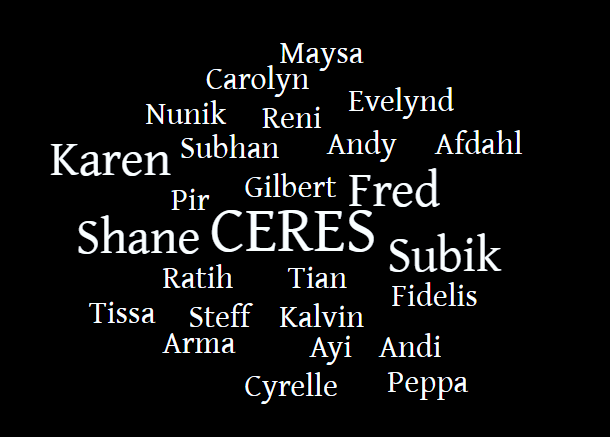 Maysa
Carolyn
Evelynd
Nunik Reni
Subhan Andy Afdahl
Karen
Pir Gilbert Fred
Shane CERES
Subik
Ratih Tian
Fidelis
Tissa Steff Kalvin
Arma Ayi Andi
Cyrelle Peppa